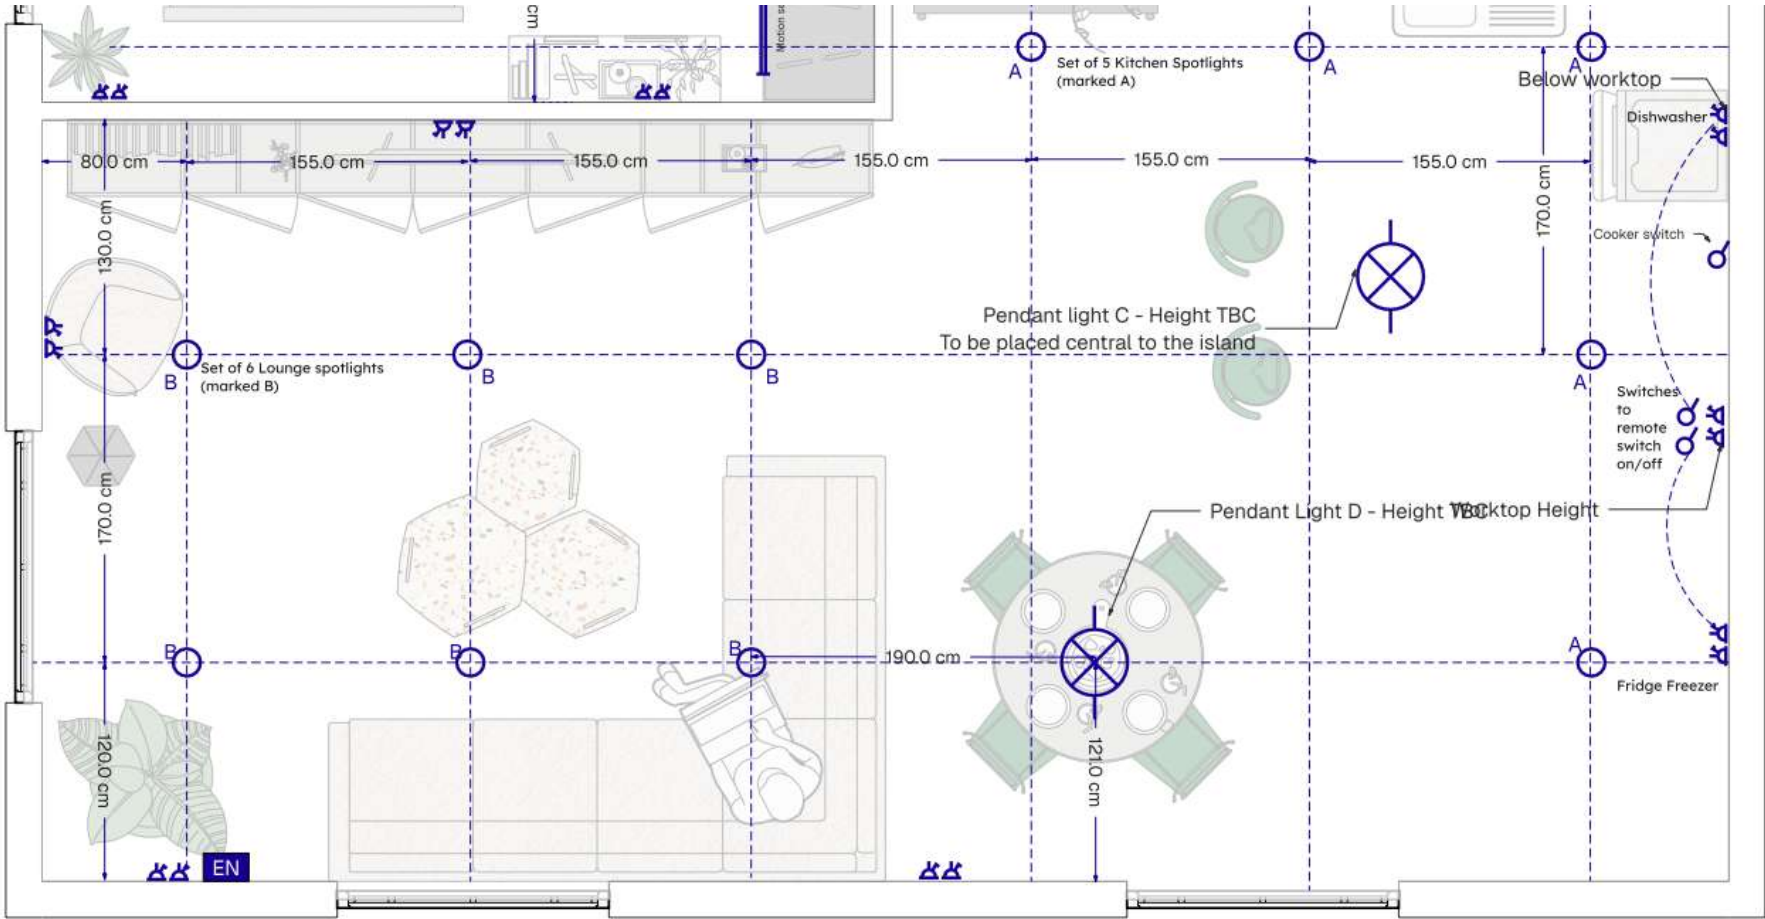 cm
Motion se
A
Set of 5 Kitchen Spotlights
(marked A)
A
A
Below worktop
Dishwasher
80.0 cm
155.0 cm
155.0 cm
155.0 cm
155.0 cm
155.0 cm
130.0 cm
170.0 cm
Cooker switch
Pendant light C - Height TBC
To be placed central to the island
B
Set of 6 Lounge spotlights
(marked B)
B
B
A
Switches
to
remote
switch
on/off
170.0 cm
Pendant Light D - Height TBC
Worktop Height
B
B
B
190.0 cm
A
Fridge Freezer
120.0 cm
121.0 cm
EN